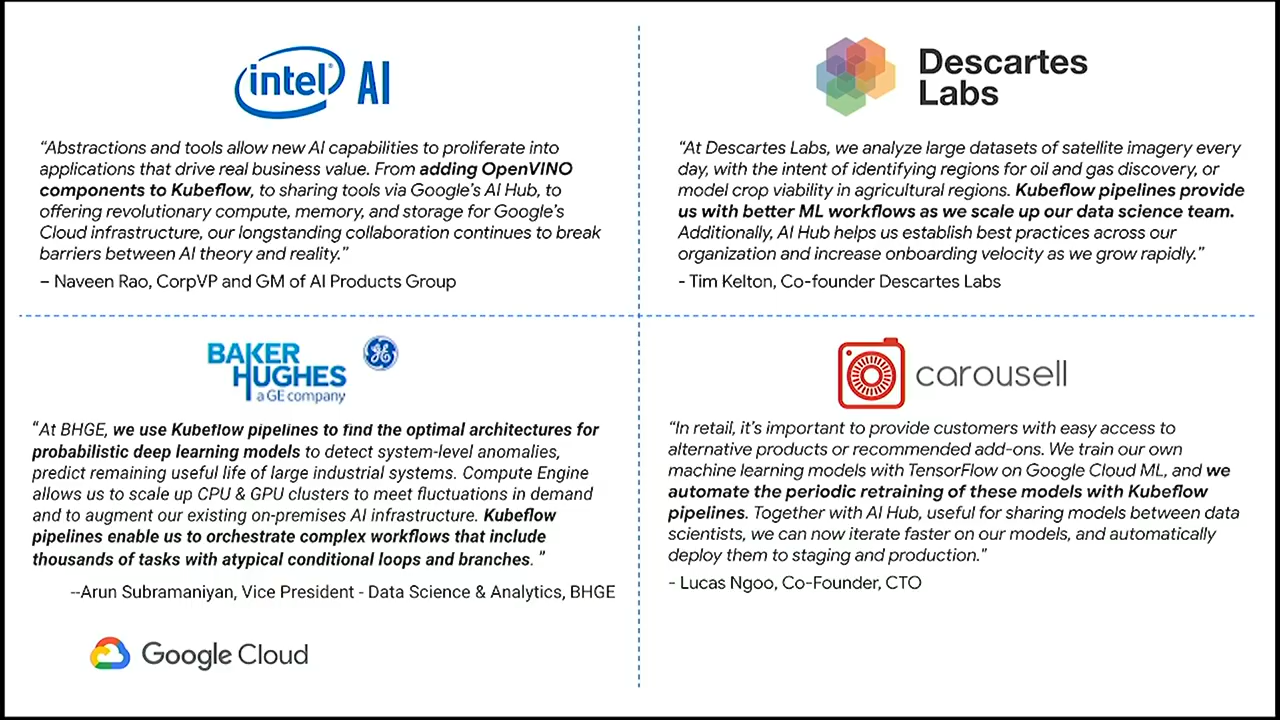 intel AI
“Abstractions and tools allow new AI capabilities to proliferate into
applications that drive real business value. From adding OpenVINO
components to Kubeflow, to sharing tools via Google’s AI Hub, to
offering revolutionary compute, memory, and storage for Google’s
Cloud infrastructure, our longstanding collaboration continues to break
barriers between AI theory and reality.”
– Naveen Rao, CorpVP and GM of AI Products Group
Descartes
Labs
“At Descartes Labs, we analyze large datasets of satellite imagery every
day, with the intent of identifying regions for oil and gas discovery, or
model crop viability in agricultural regions. Kubeflow pipelines provide
us with better ML workflows as we scale up our data science team.
Additionally, AI Hub helps us establish best practices across our
organization and increase onboarding velocity as we grow rapidly.”
- Tim Kelton, Co-founder Descartes Labs
BAKER
HUGHES
a GE company
GE
“At BHGE, we use Kubeflow pipelines to find the optimal architectures for
probabilistic deep learning models to detect system-level anomalies,
predict remaining useful life of large industrial systems. Compute Engine
allows us to scale up CPU & GPU clusters to meet fluctuations in demand
and to augment our existing on-premises AI infrastructure. Kubeflow
pipelines enable us to orchestrate complex workflows that include
thousands of tasks with atypical conditional loops and branches. ”
--Arun Subramaniyan, Vice President - Data Science & Analytics, BHGE
carousell
“In retail, it’s important to provide customers with easy access to
alternative products or recommended add-ons. We train our own
machine learning models with TensorFlow on Google Cloud ML, and we
automate the periodic retraining of these models with Kubeflow
pipelines. Together with AI Hub, useful for sharing models between data
scientists, we can now iterate faster on our models, and automatically
deploy them to staging and production."
- Lucas Ngoo, Co-Founder, CTO
Google Cloud